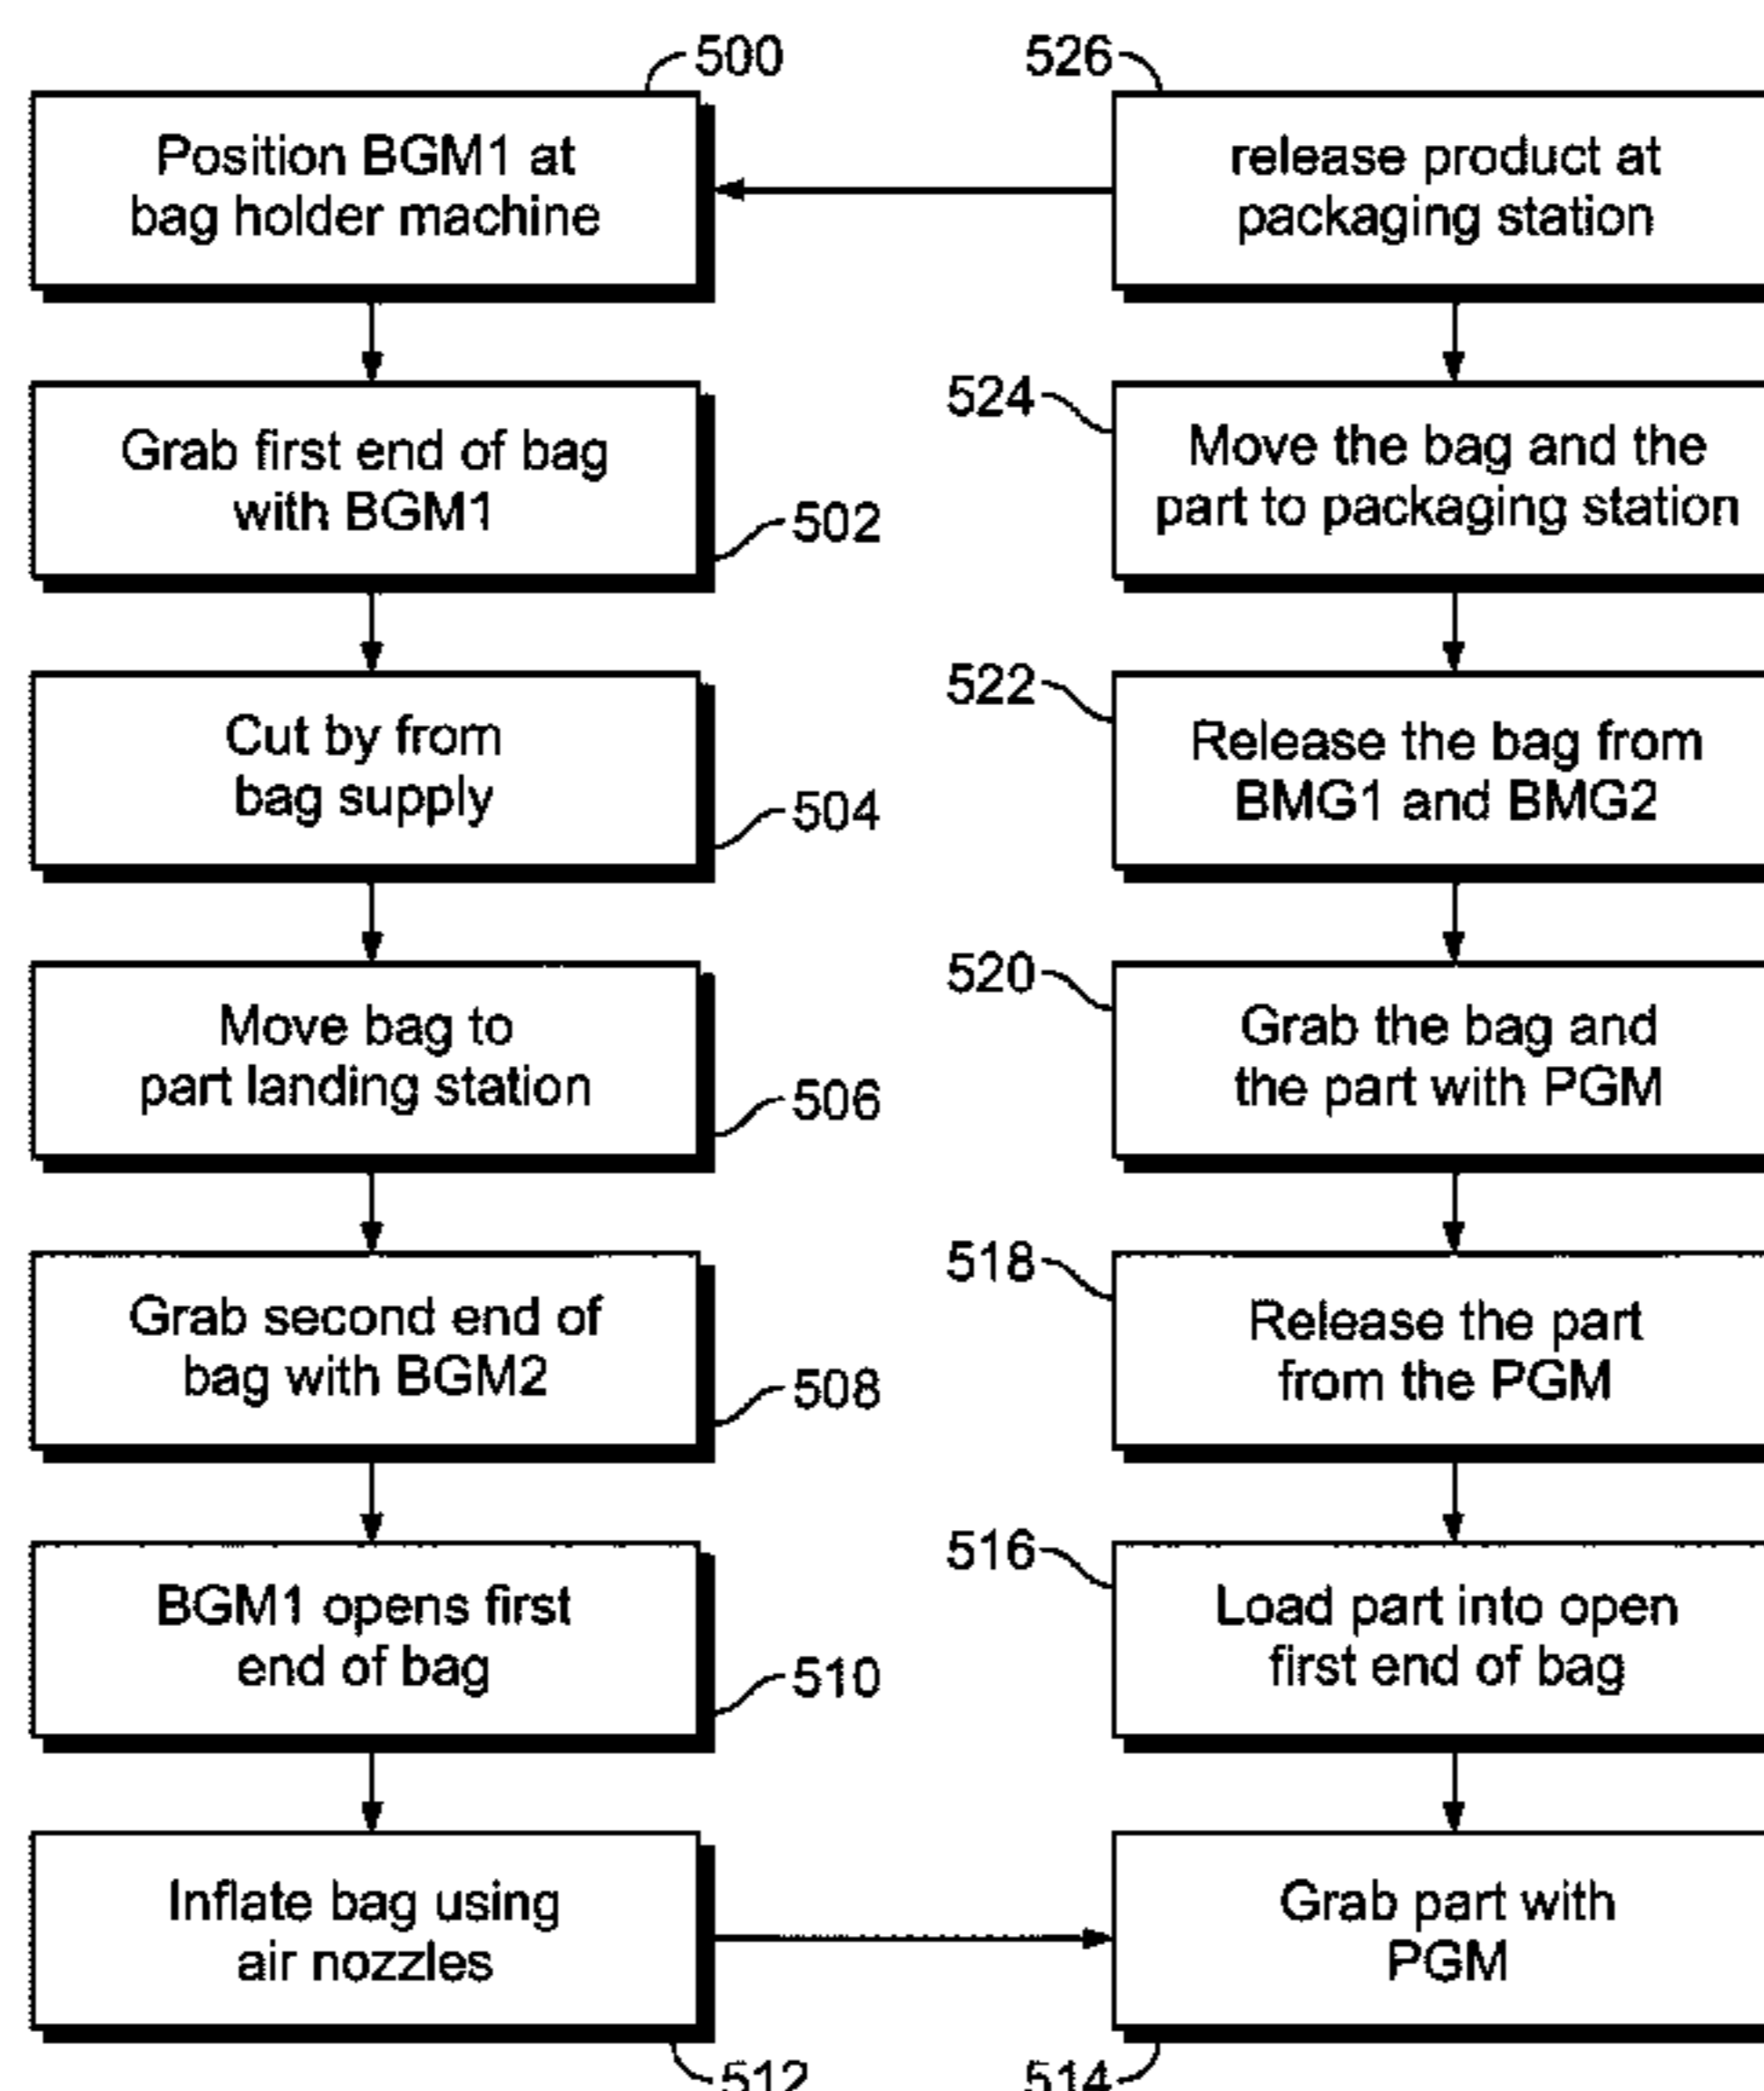 500
Position BGM1 at
bag holder machine
Grab first end of bag
with BGM1
502
Cut by from
bag supply
504
Move bag to
part landing station
506
Grab second end of
bag with BGM2
508
BGM1 opens first
end of bag
510
Inflate bag using
air nozzles
512
526
release product at
packaging station
524
Move the bag and the
part to packaging station
522
Release the bag from
BMG1 and BMG2
520
Grab the bag and
the part with PGM
518
Release the part
from the PGM
516
Load part into open
first end of bag
Grab part with
PGM
514